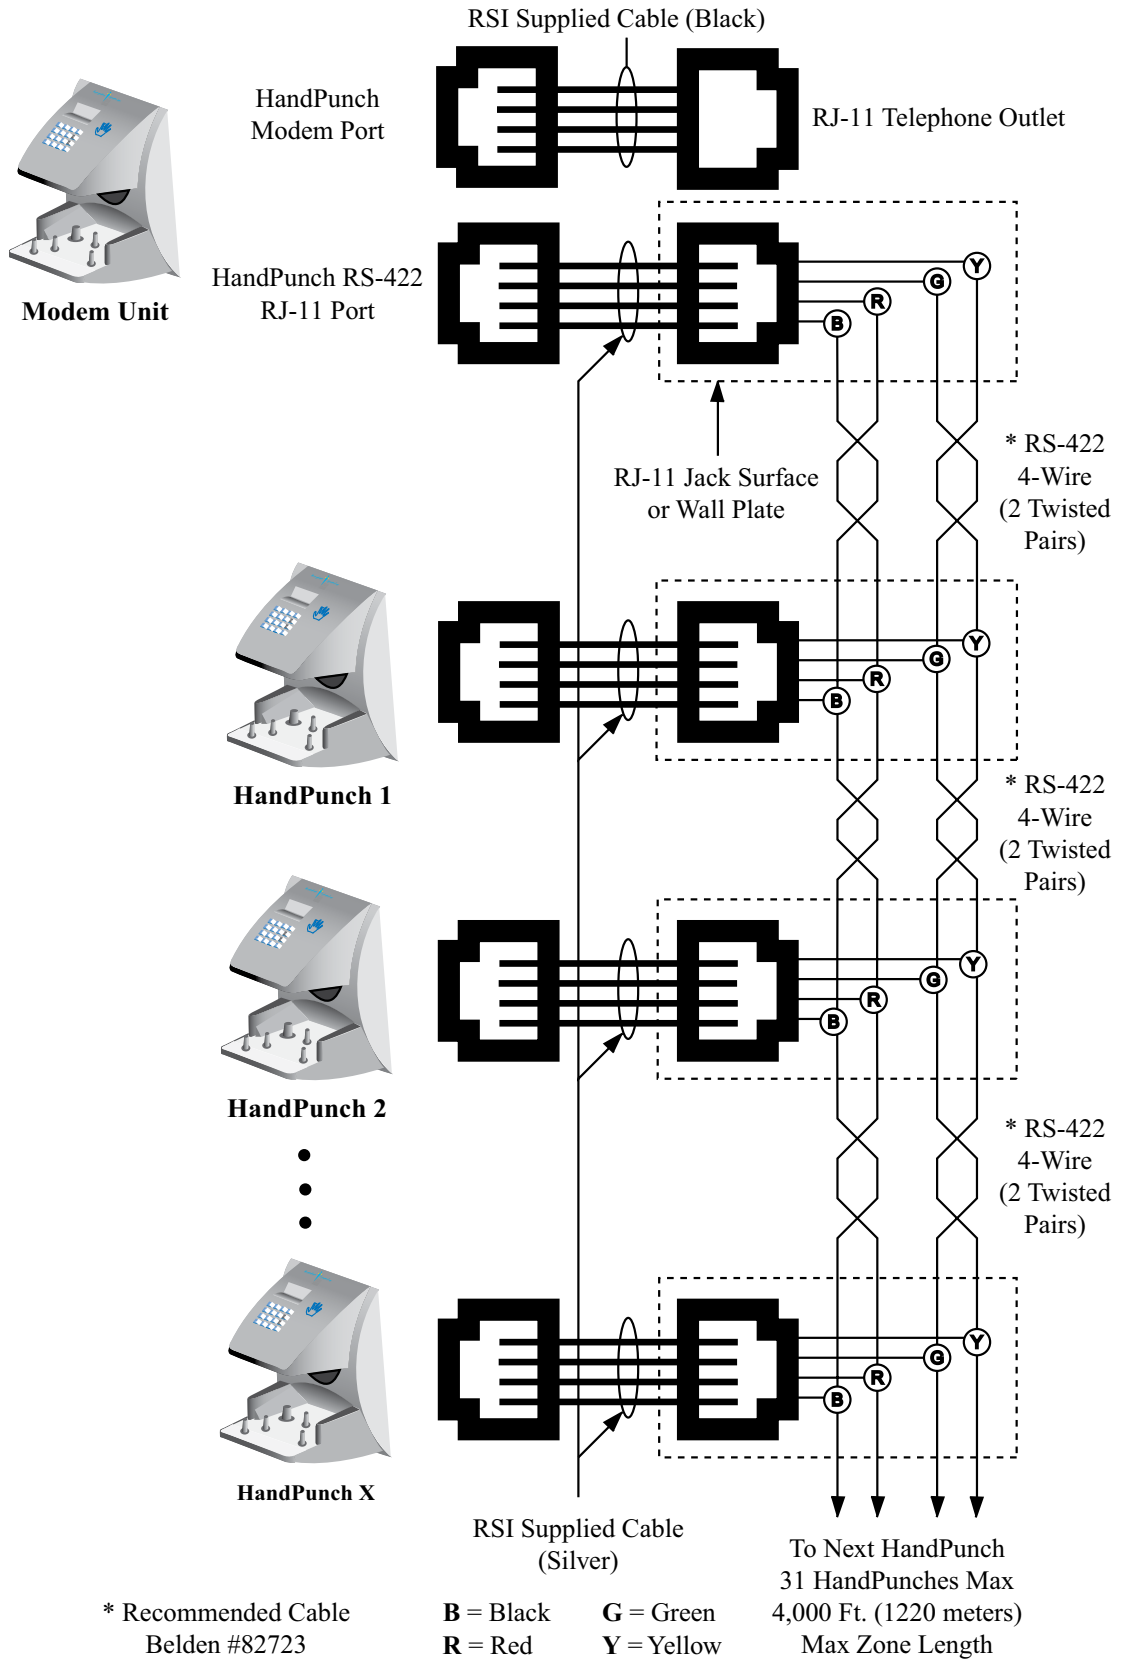 RSI Supplied Cable (Black)
HandPunch
Modem Port
RJ-11 Telephone Outlet
HandPunch RS-422
RJ-11 Port
Modem Unit
Y
G
R
B
RJ-11 Jack Surface
or Wall Plate
* RS-422
4-Wire
(2 Twisted
Pairs)
Y
G
R
B
HandPunch 1
* RS-422
4-Wire
(2 Twisted
Pairs)
Y
G
R
B
HandPunch 2
* RS-422
4-Wire
(2 Twisted
Pairs)
Y
G
R
B
HandPunch X
RSI Supplied Cable
(Silver)
To Next HandPunch
31 HandPunches Max
4,000 Ft. (1220 meters)
Max Zone Length
* Recommended Cable
Belden #82723
B = Black
G = Green
R = Red
Y = Yellow